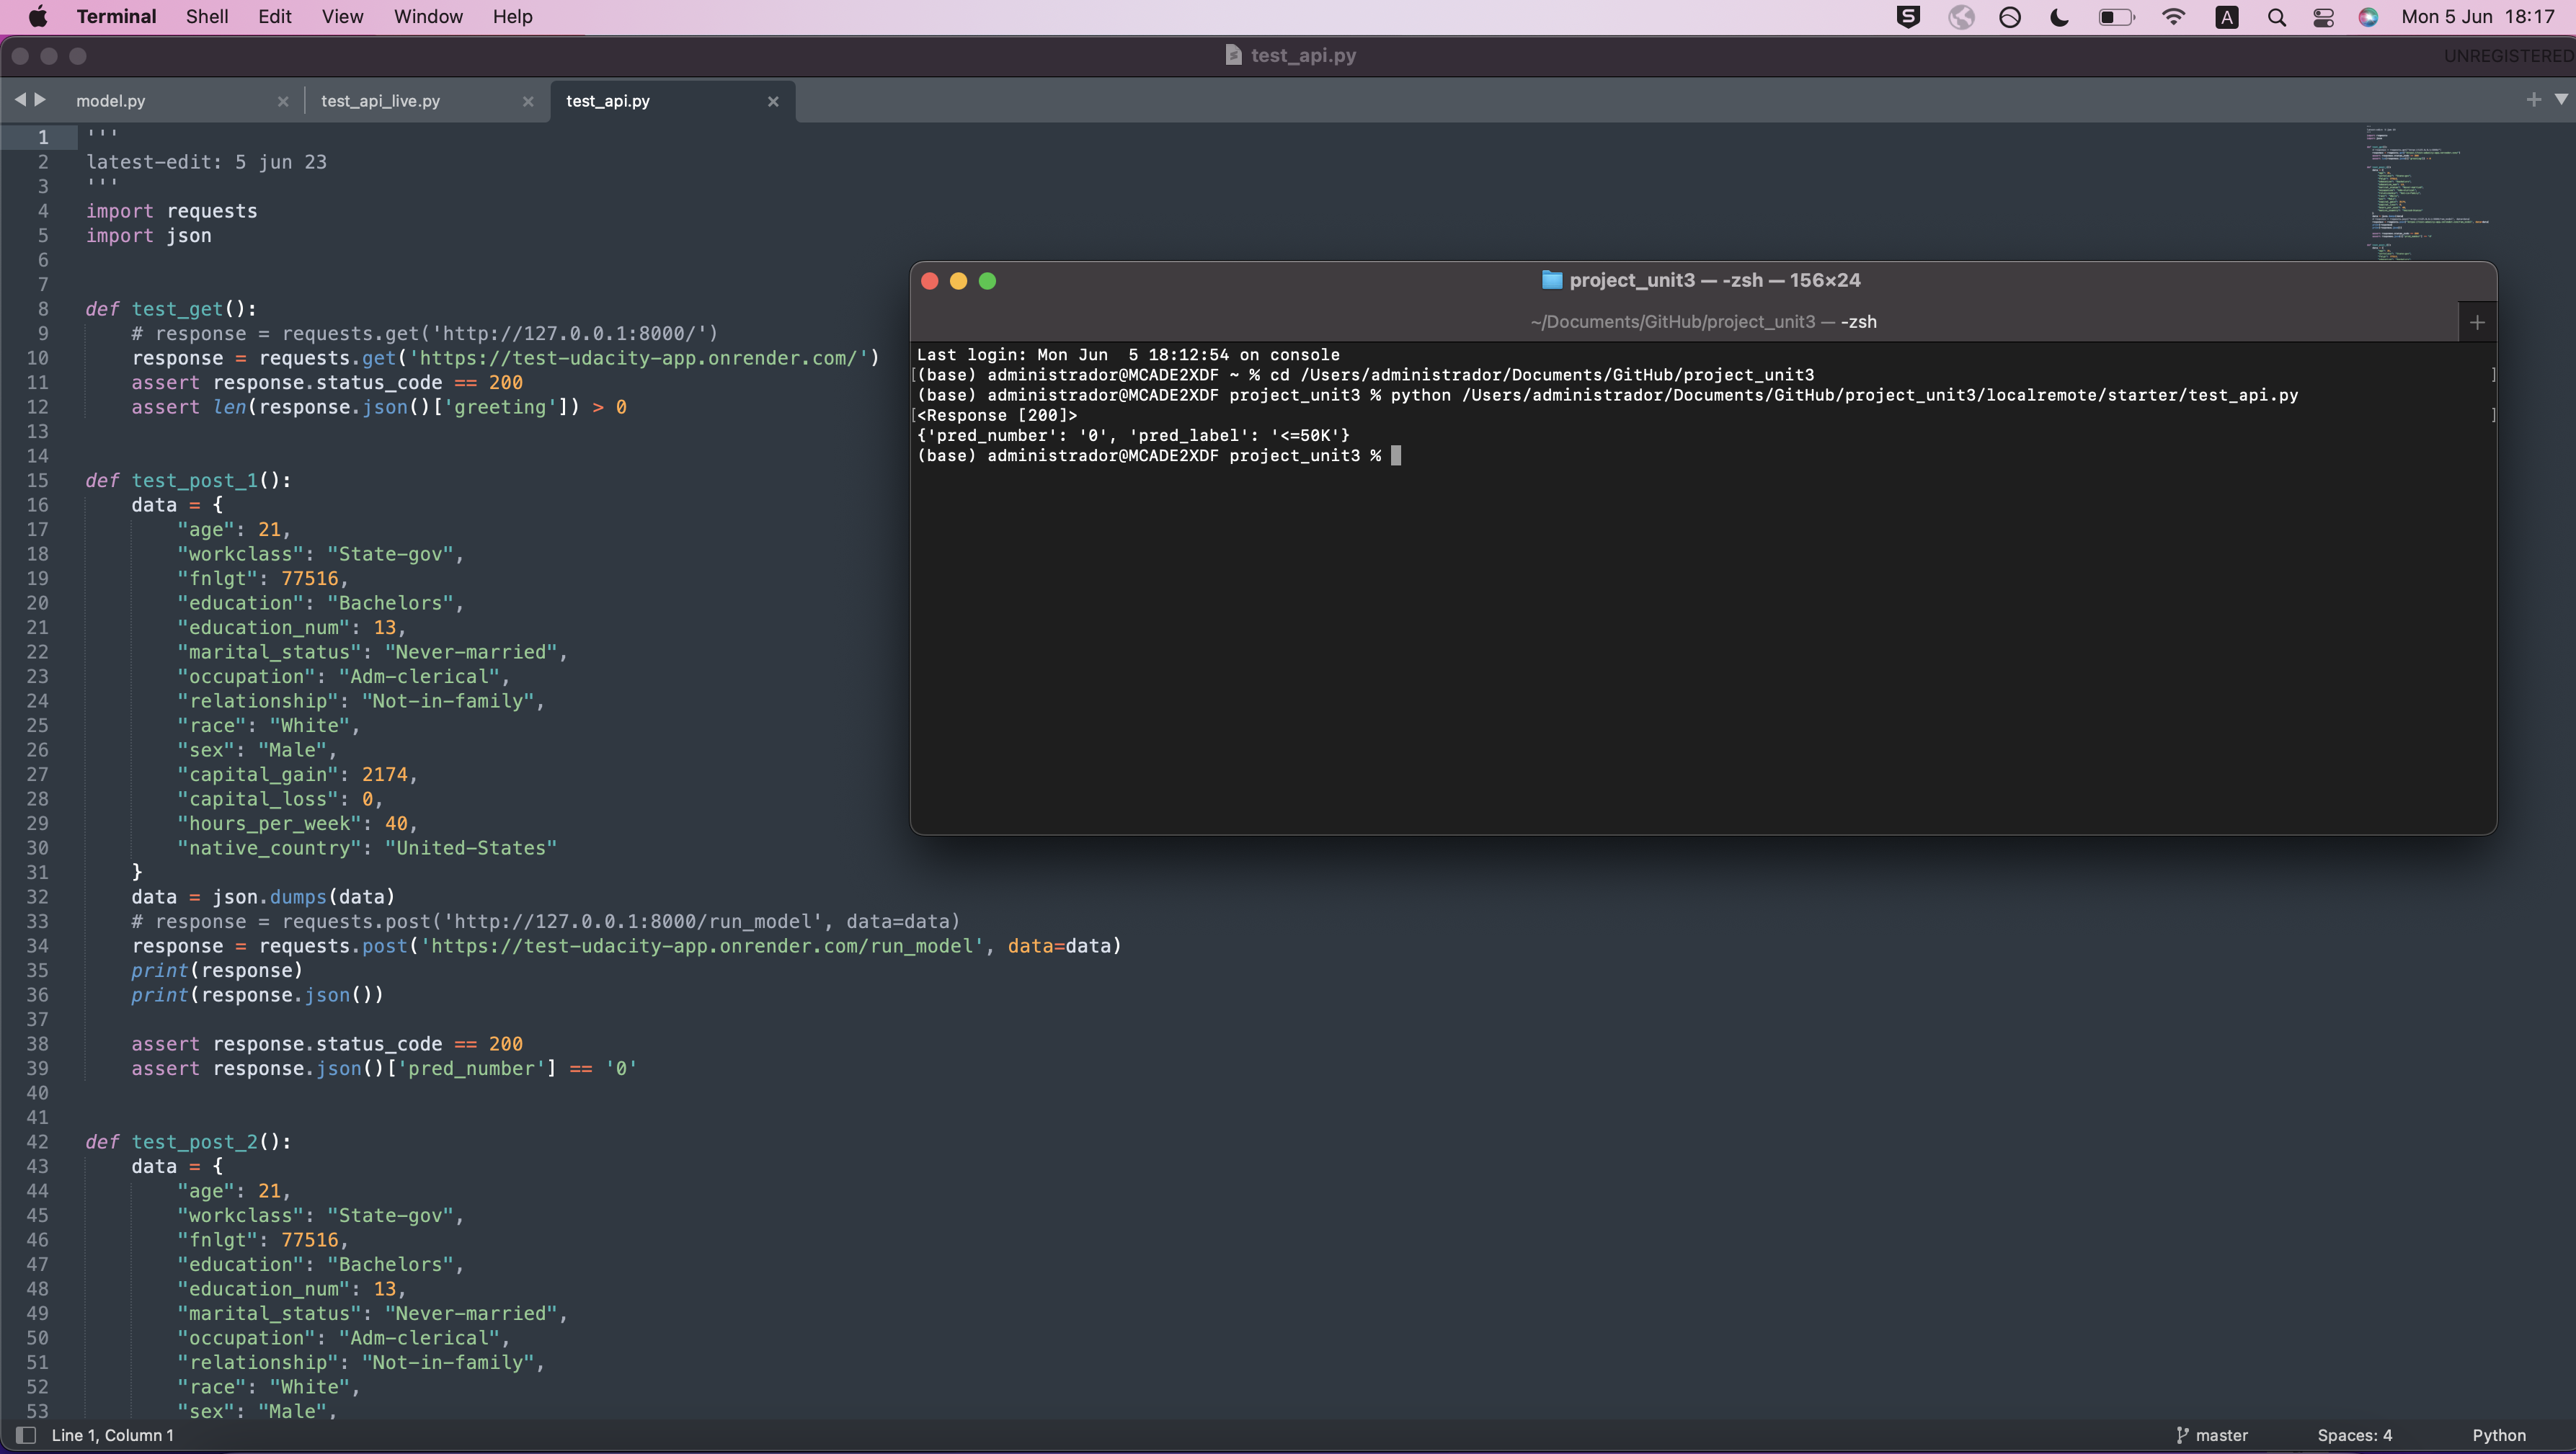 Terminal Shell Edit View Window Help A Mon 5 Jun 18:17
test_api.py UNREGISTERED
model.py test_api_live.py test_api.py
1 '''
2 latest-edit: 5 jun 23
3 '''
4 import requests
5 import json
6
7
8 def test_get():
9 # response = requests.get('http://127.0.0.1:8000/')
10 response = requests.get('https://test-udacity-app.onrender.com/')
11 assert response.status_code == 200
12 assert len(response.json()['greeting']) > 0
13
14
15 def test_post_1():
16 data = {
17 "age": 21,
18 "workclass": "State-gov",
19 "fnlgt": 77516,
20 "education": "Bachelors",
21 "education_num": 13,
22 "marital_status": "Never-married",
23 "occupation": "Adm-clerical",
24 "relationship": "Not-in-family",
25 "race": "White",
26 "sex": "Male",
27 "capital_gain": 2174,
28 "capital_loss": 0,
29 "hours_per_week": 40,
30 "native_country": "United-States"
31 }
32 data = json.dumps(data)
33 # response = requests.post('http://127.0.0.1:8000/run_model', data=data)
34 response = requests.post('https://test-udacity-app.onrender.com/run_model', data=data)
35 print(response)
36 print(response.json())
37
38 assert response.status_code == 200
39 assert response.json()['pred_number'] == '0'
40
41
42 def test_post_2():
43 data = {
44 "age": 21,
45 "workclass": "State-gov",
46 "fnlgt": 77516,
47 "education": "Bachelors",
48 "education_num": 13,
49 "marital_status": "Never-married",
50 "occupation": "Adm-clerical",
51 "relationship": "Not-in-family",
52 "race": "White",
53 "sex": "Male",
project_unit3 — -zsh — 156×24
~/Documents/GitHub/project_unit3 — -zsh
Last login: Mon Jun  5 18:12:54 on console
[(base) administrador@MCADE2XDF ~ % cd /Users/administrador/Documents/GitHub/project_unit3 ]
(base) administrador@MCADE2XDF project_unit3 % python /Users/administrador/Documents/GitHub/project_unit3/localremote/starter/test_api.py
[<Response [200]> ]
{'pred_number': '0', 'pred_label': '<=50K'}
(base) administrador@MCADE2XDF project_unit3 %
Line 1, Column 1 master Spaces: 4 Python